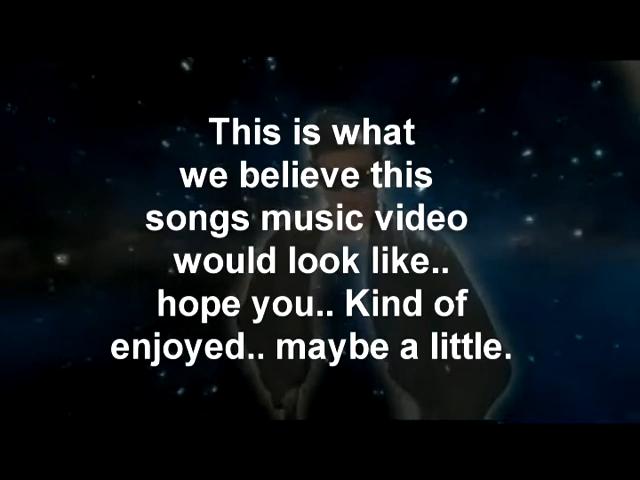 This is what
we believe this
songs music video
would look like..
hope you.. Kind of
enjoyed.. maybe a little.